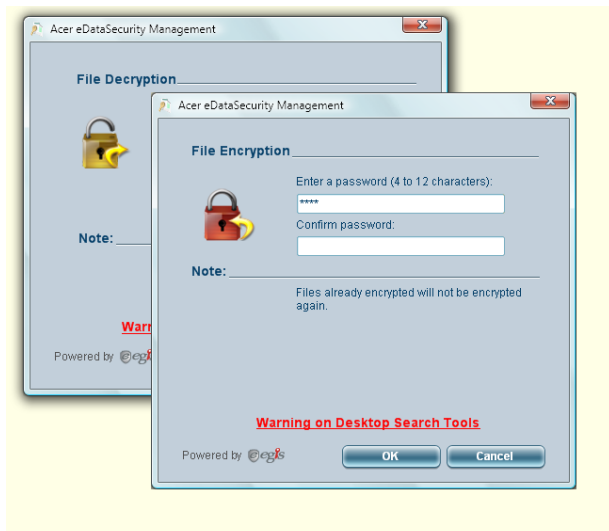 Acer eDataSecurity Management
File Decryption
Note:
Powered by egis
Acer eDataSecurity Management
File Encryption
Enter a password (4 to 12 characters):
****
Confirm password:
Note:
Files already encrypted will not be encrypted
again.
Warning on Desktop Search Tools
Powered by egis
OK
Cancel